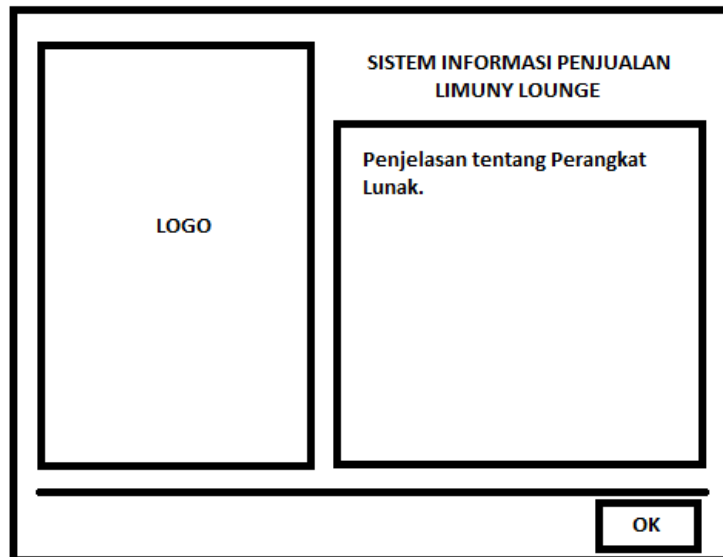 LOGO
SISTEM INFORMASI PENJUALAN
LIMUNY LOUNGE
Penjelasan tentang Perangkat
Lunak.
OK